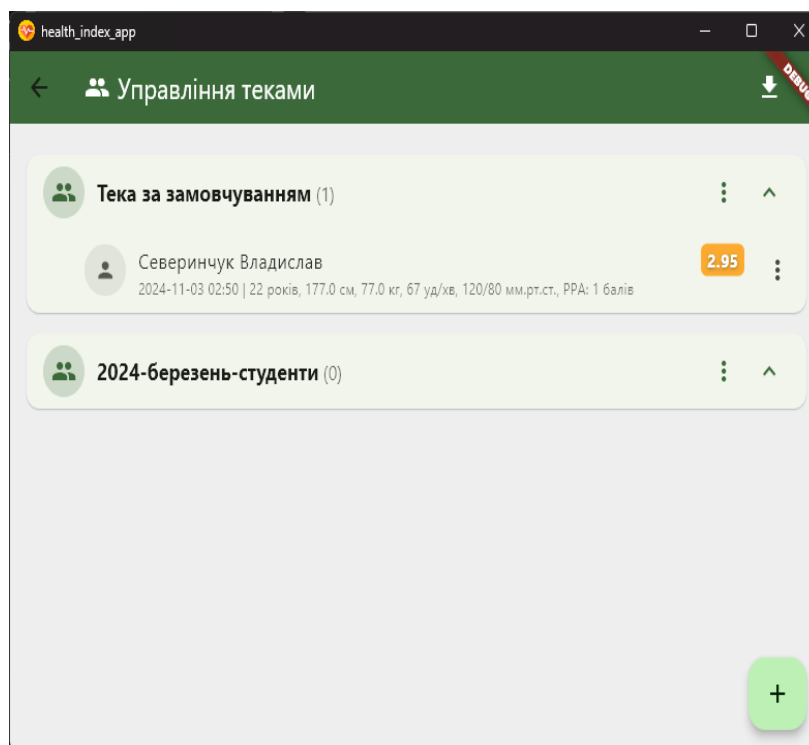 health_index_app
Управління теками
DEBUG
Тека за замовчуванням (1)
Северинчук Владислав
2.95
2024-11-03 02:50 | 22 років, 177.0 см, 77.0 кг, 67 уд/хв, 120/80 мм.рт.ст., РРА: 1 балів
2024-березень-студенти (0)
+